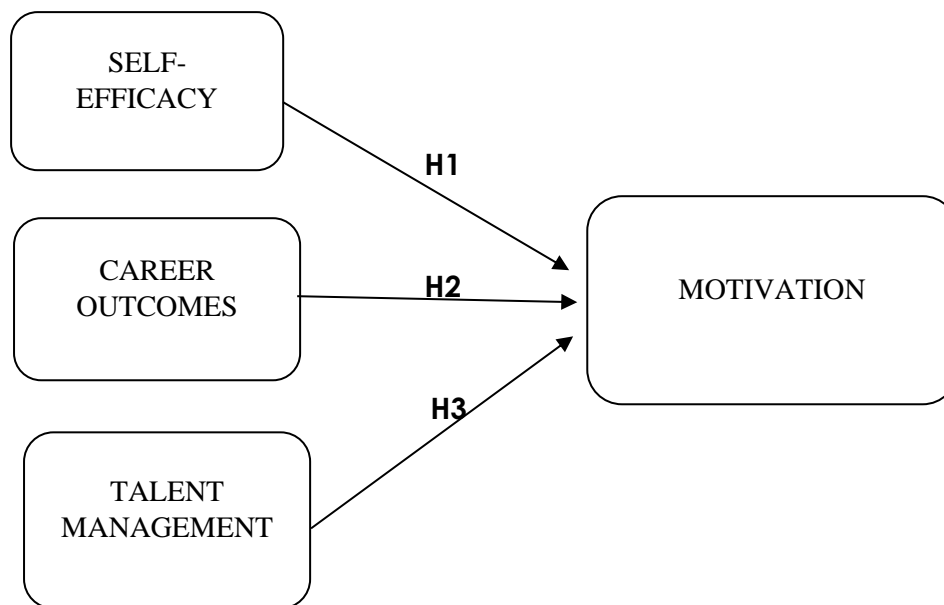 SELF-
EFFICACY
H1
CAREER
OUTCOMES
H2
MOTIVATION
H3
TALENT
MANAGEMENT